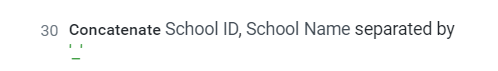 30 Concatenate School ID, School Name separated by
'_'